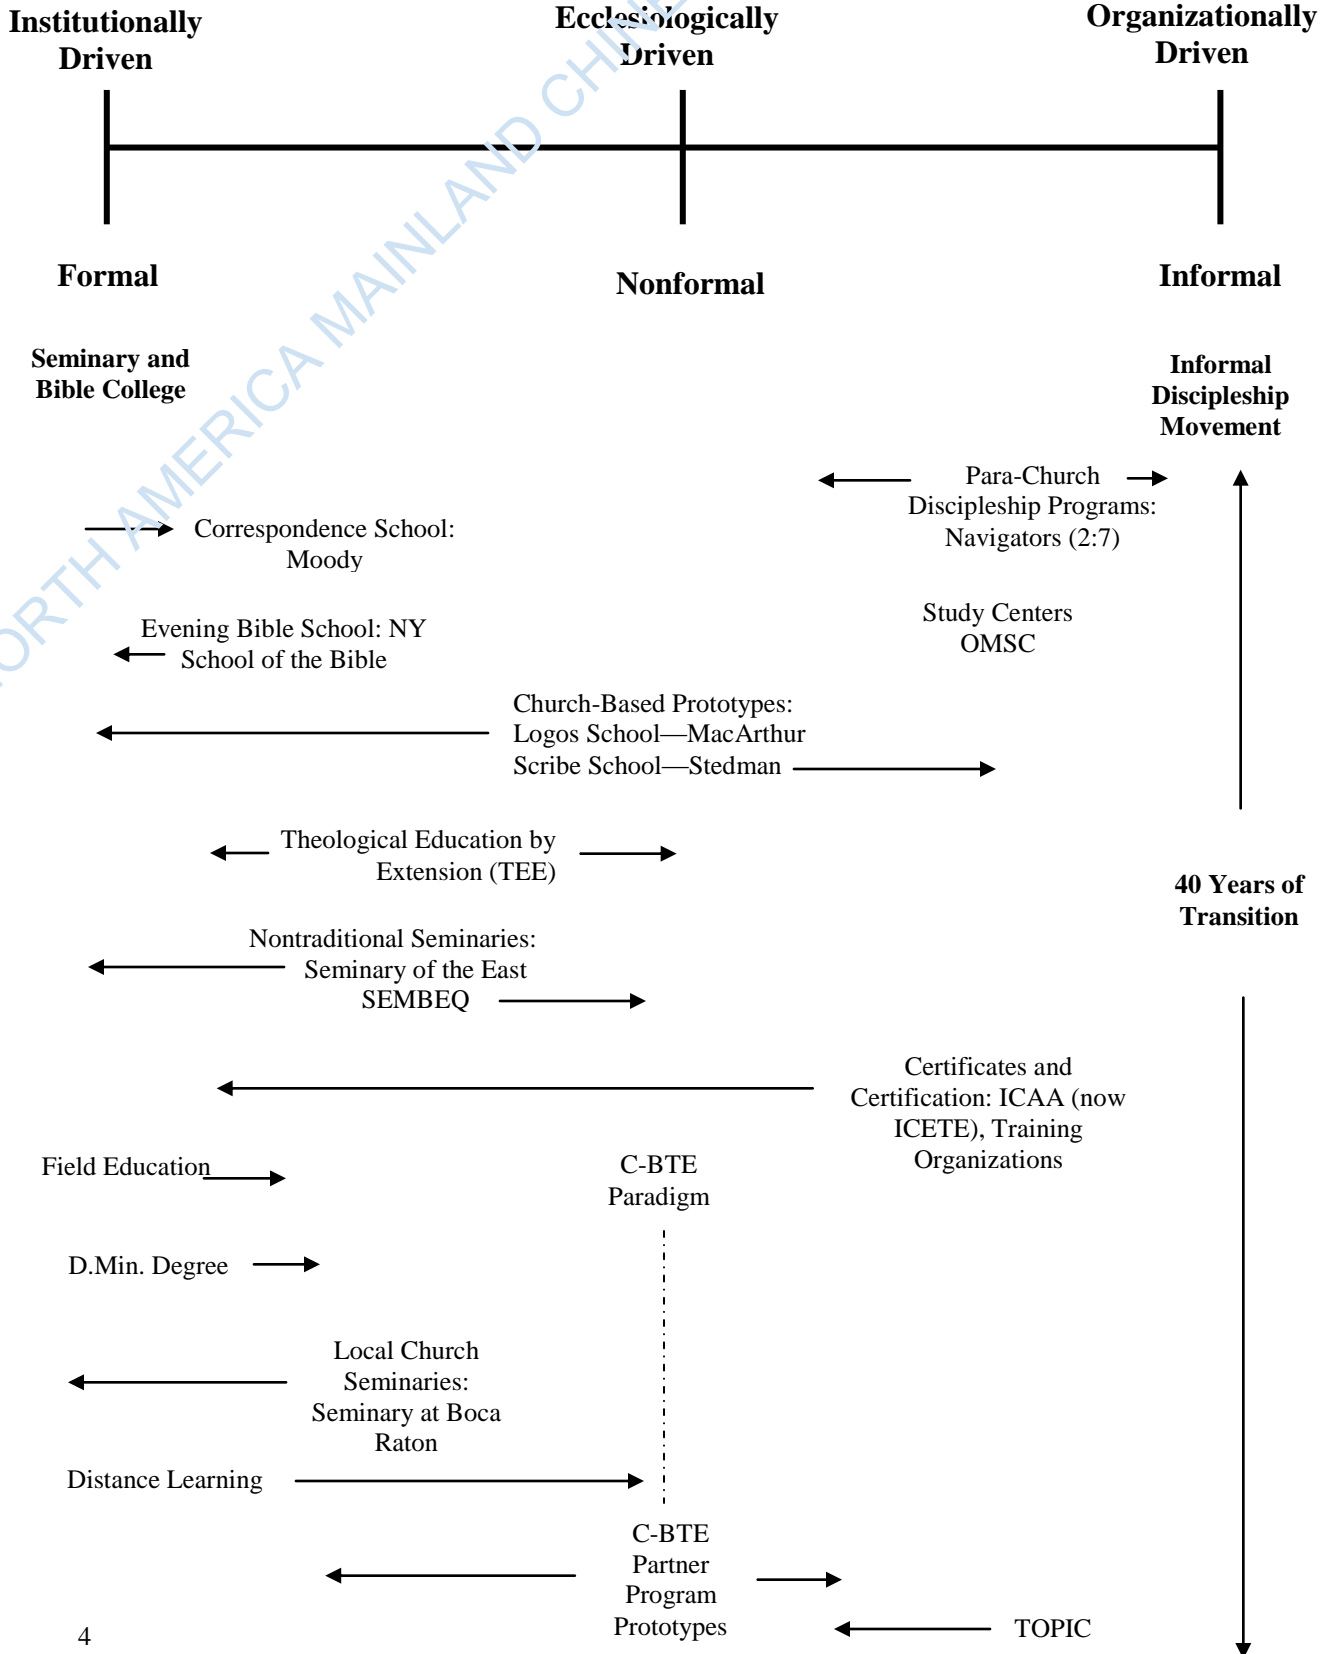 Institutionally
Driven
Ecclesiologically
Driven
Organizationally
Driven
Formal
Nonformal
Informal
Seminary and
Bible College
Informal
Discipleship
Movement
Para-Church
Discipleship Programs:
Navigators (2:7)
Correspondence School:
Moody
Study Centers
OMSC
Evening Bible School: NY
School of the Bible
Church-Based Prototypes:
Logos School—MacArthur
Scribe School—Stedman
Theological Education by
Extension (TEE)
40 Years of
Transition
Nontraditional Seminaries:
Seminary of the East
SEMBEQ
Certificates and
Certification: ICAA (now
ICETE), Training
Organizations
Field Education
C-BTE
Paradigm
D.Min. Degree
Local Church
Seminaries:
Seminary at Boca
Raton
Distance Learning
C-BTE
Partner
Program
Prototypes
TOPIC
4
AMERICA MAINLAND